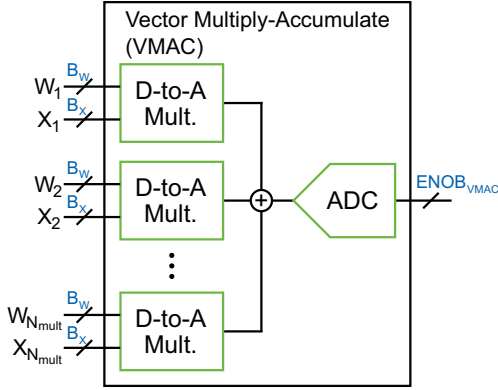 Vector Multiply-Accumulate
(VMAC)
W1 BW
X1 BX
D-to-A
Mult.
W2 BW
X2 BX
D-to-A
Mult.
+
ADC
ENOBVMAC
WNmult BW
XNmult BX
D-to-A
Mult.